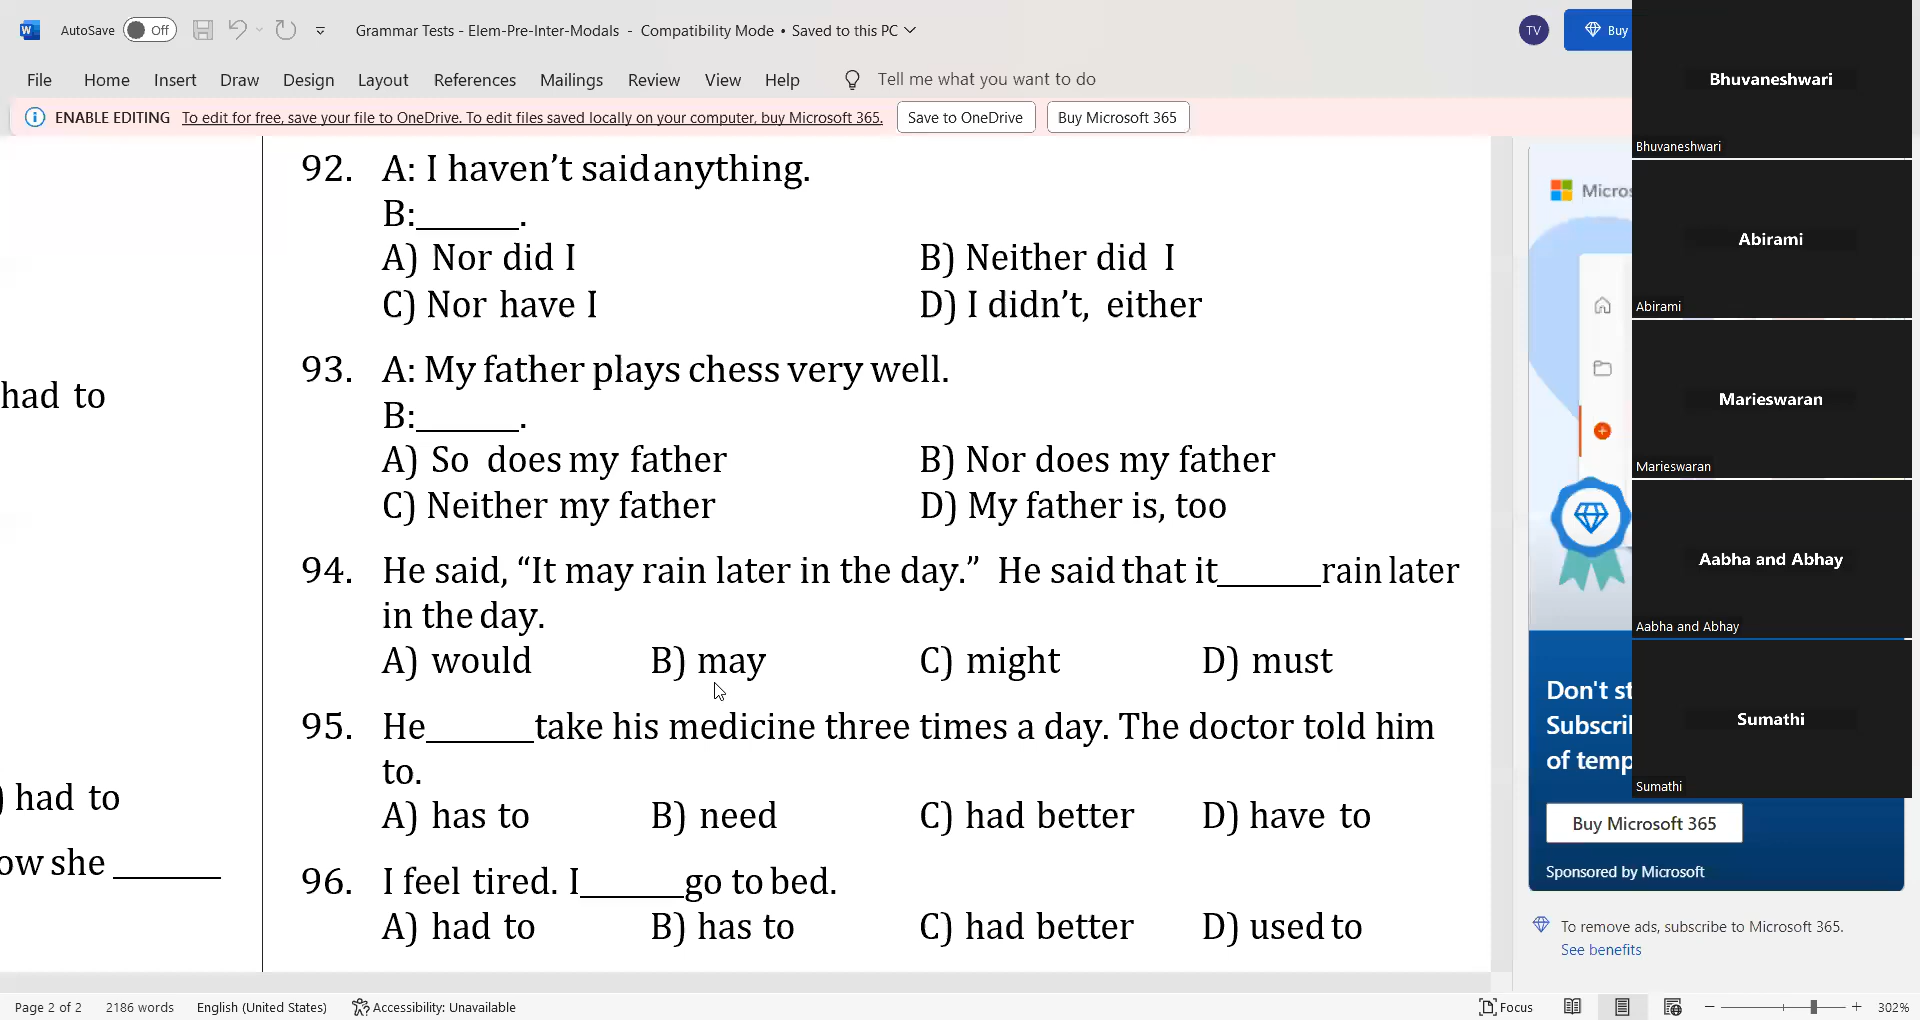 AutoSave Off Grammar Tests - Elem-Pre-Inter-Modals - Compatibility Mode • Saved to this PC TV Buy
File Home Insert Draw Design Layout References Mailings Review View Help Tell me what you want to do
ENABLE EDITING To edit for free, save your file to OneDrive. To edit files saved locally on your computer, buy Microsoft 365. Save to OneDrive Buy Microsoft 365
had to
) had to
ow she ______
92. A: I haven’t said anything.
B:______.
A) Nor did I B) Neither did I
C) Nor have I D) I didn’t, either
93. A: My father plays chess very well.
B:______.
A) So does my father B) Nor does my father
C) Neither my father D) My father is, too
94. He said, “It may rain later in the day.” He said that it______rain later
in the day.
A) would B) may C) might D) must
95. He______take his medicine three times a day. The doctor told him
to.
A) has to B) need C) had better D) have to
96. I feel tired. I______go to bed.
A) had to B) has to C) had better D) used to
Micros
Don't st
Subscri
of temp
Buy Microsoft 365
Sponsored by Microsoft
To remove ads, subscribe to Microsoft 365.
See benefits
Bhuvaneshwari
Bhuvaneshwari
Abirami
Abirami
Marieswaran
Marieswaran
Aabha and Abhay
Aabha and Abhay
Sumathi
Sumathi
Page 2 of 2 2186 words English (United States) Accessibility: Unavailable Focus 302%